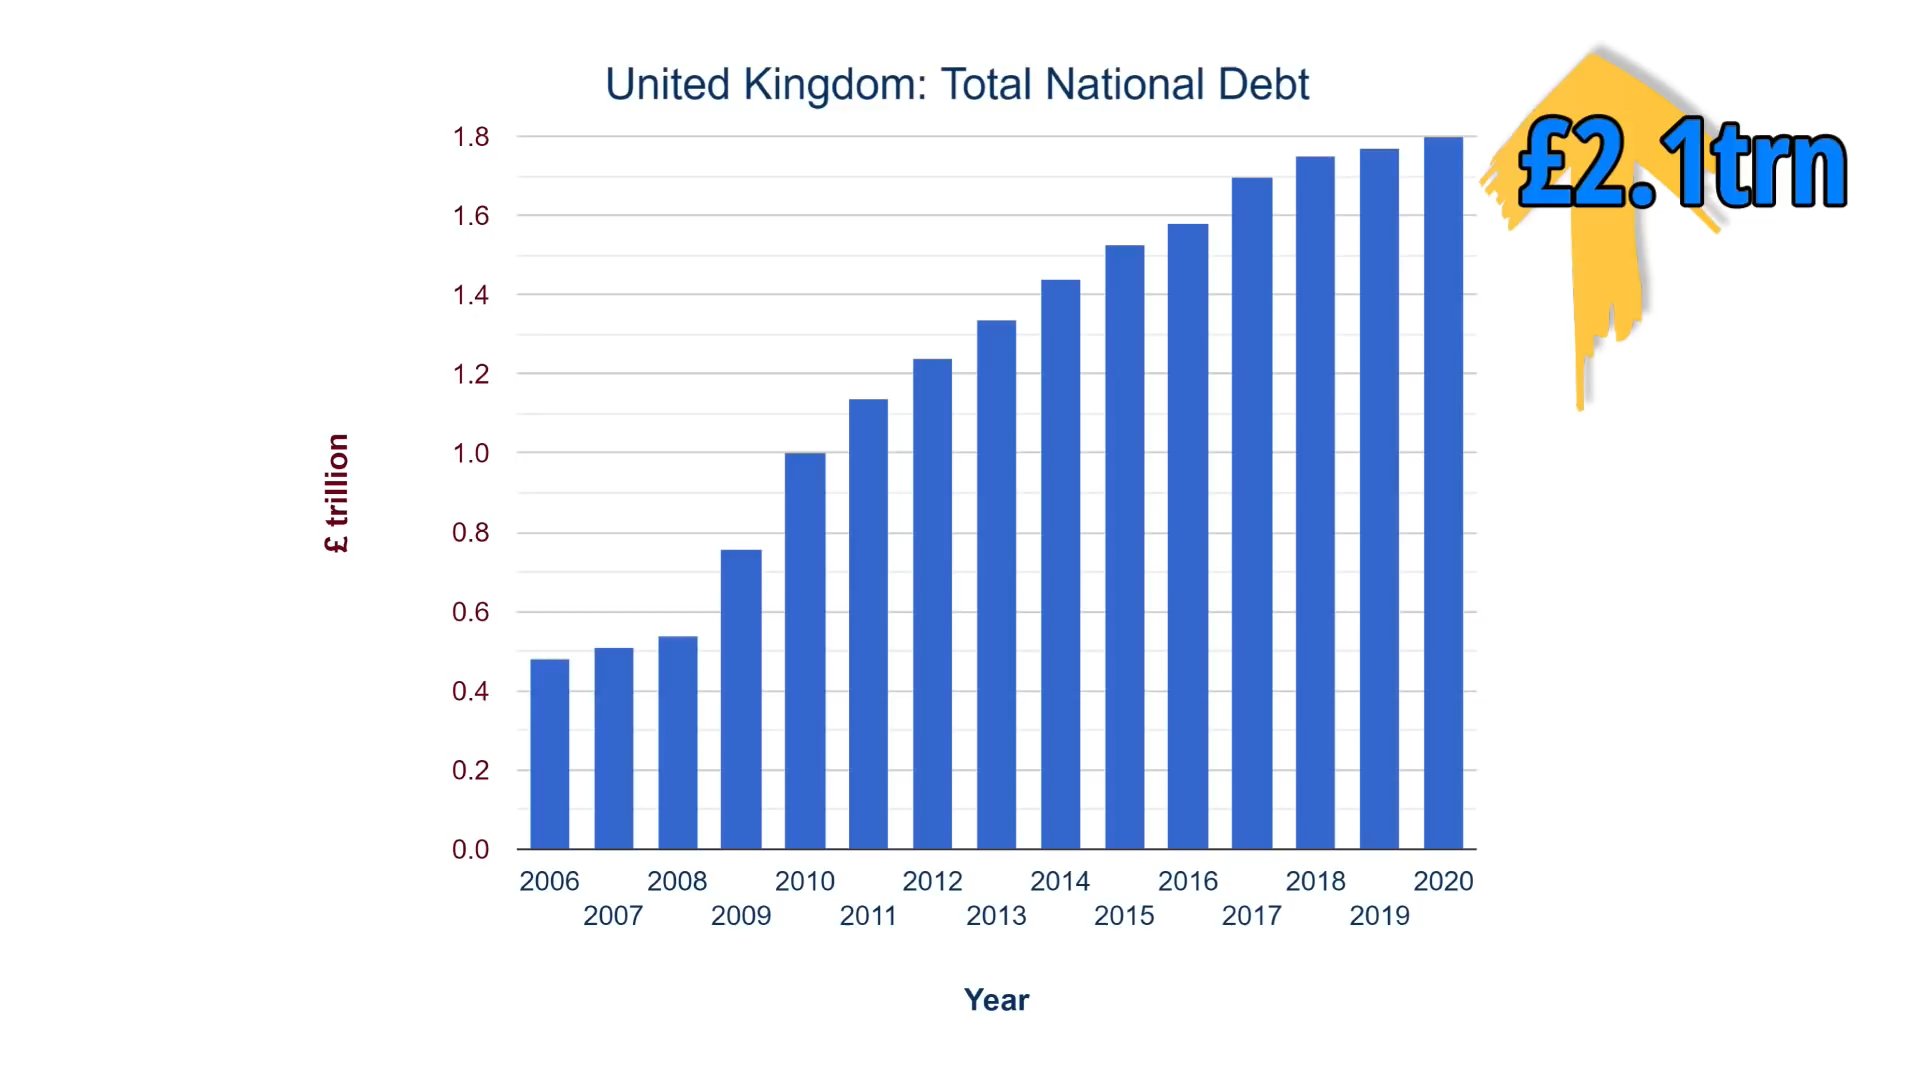 United Kingdom: Total National Debt
£2.1trn
1.8
1.6
1.4
1.2
1.0
0.8
0.6
0.4
0.2
0.0
£ trillion
2006 2008 2010 2012 2014 2016 2018 2020
2007 2009 2011 2013 2015 2017 2019
Year